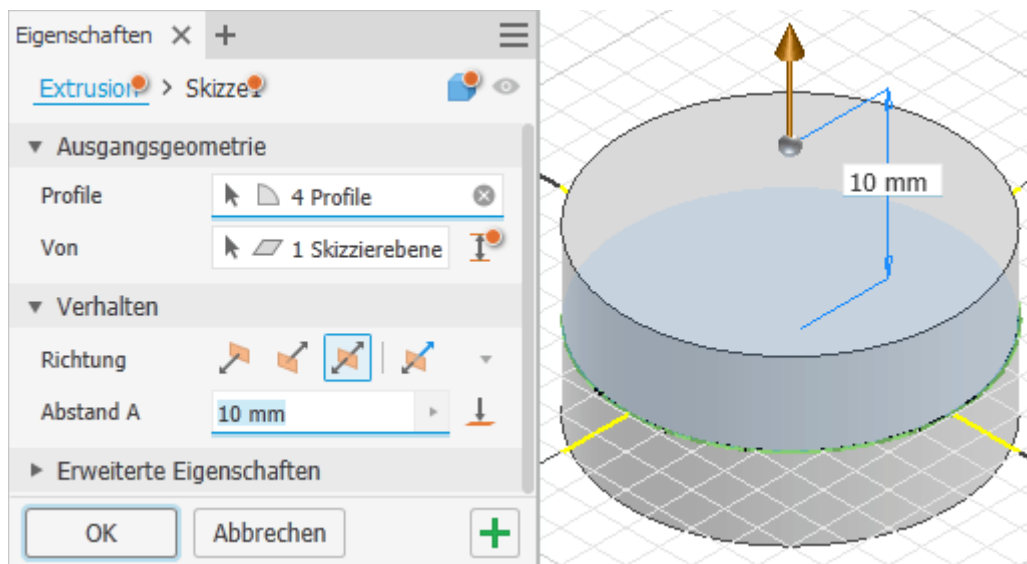 Eigenschaften × +
Extrusion > Skizze1
Ausgangsgeometrie
Profile 4 Profile
Von 1 Skizzierebene
Verhalten
Richtung
Abstand A 10 mm
Erweiterte Eigenschaften
OK Abbrechen
10 mm